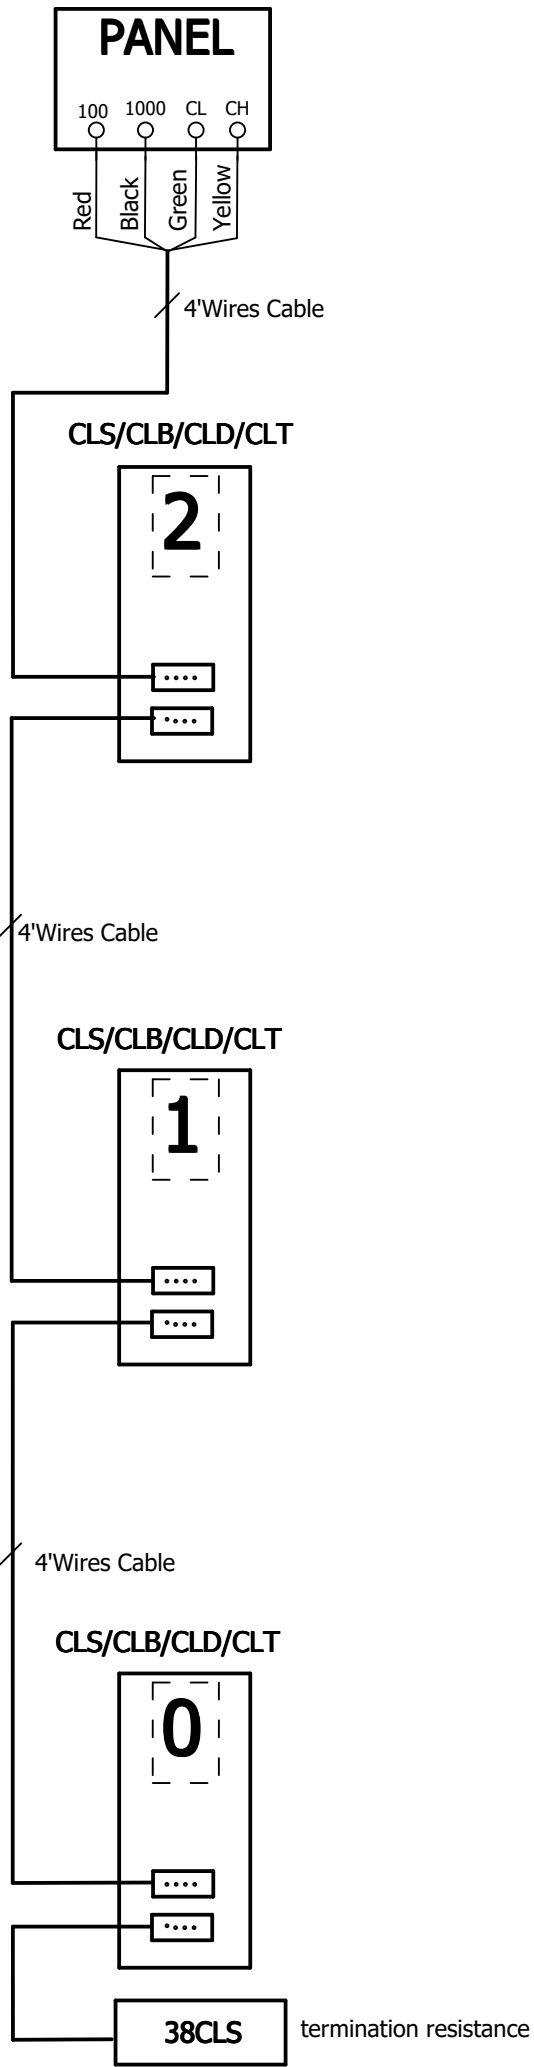 PANEL
100 1000 CL CH
Red Black Green Yellow
4'Wires Cable
CLS/CLB/CLD/CLT
2
4'Wires Cable
CLS/CLB/CLD/CLT
1
4'Wires Cable
CLS/CLB/CLD/CLT
0
38CLS termination resistance